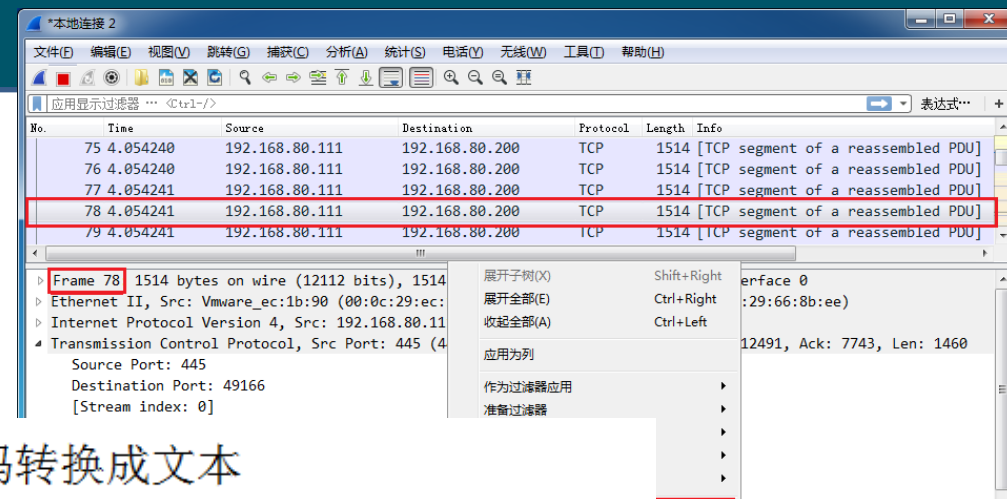 *本地连接 2
文件(F) 编辑(E) 视图(V) 跳转(G) 捕获(C) 分析(A) 统计(S) 电话(Y) 无线(W) 工具(T) 帮助(H)
应用显示过滤器 … <Ctrl-/> 表达式… +
No. Time Source Destination Protocol Length Info
75 4.054240 192.168.80.111 192.168.80.200 TCP 1514 [TCP segment of a reassembled PDU]
76 4.054240 192.168.80.111 192.168.80.200 TCP 1514 [TCP segment of a reassembled PDU]
77 4.054241 192.168.80.111 192.168.80.200 TCP 1514 [TCP segment of a reassembled PDU]
78 4.054241 192.168.80.111 192.168.80.200 TCP 1514 [TCP segment of a reassembled PDU]
79 4.054241 192.168.80.111 192.168.80.200 TCP 1514 [TCP segment of a reassembled PDU]
Frame 78 1514 bytes on wire (12112 bits), 1514 erface 0
Ethernet II, Src: Vmware_ec:1b:90 (00:0c:29:ec: :29:66:8b:ee)
Internet Protocol Version 4, Src: 192.168.80.11
Transmission Control Protocol, Src Port: 445 (4 12491, Ack: 7743, Len: 1460
Source Port: 445
Destination Port: 49166
[Stream index: 0]
展开子树(X) Shift+Right
展开全部(E) Ctrl+Right
收起全部(A) Ctrl+Left
应用为列
作为过滤器应用
准备过滤器
码转换成文本